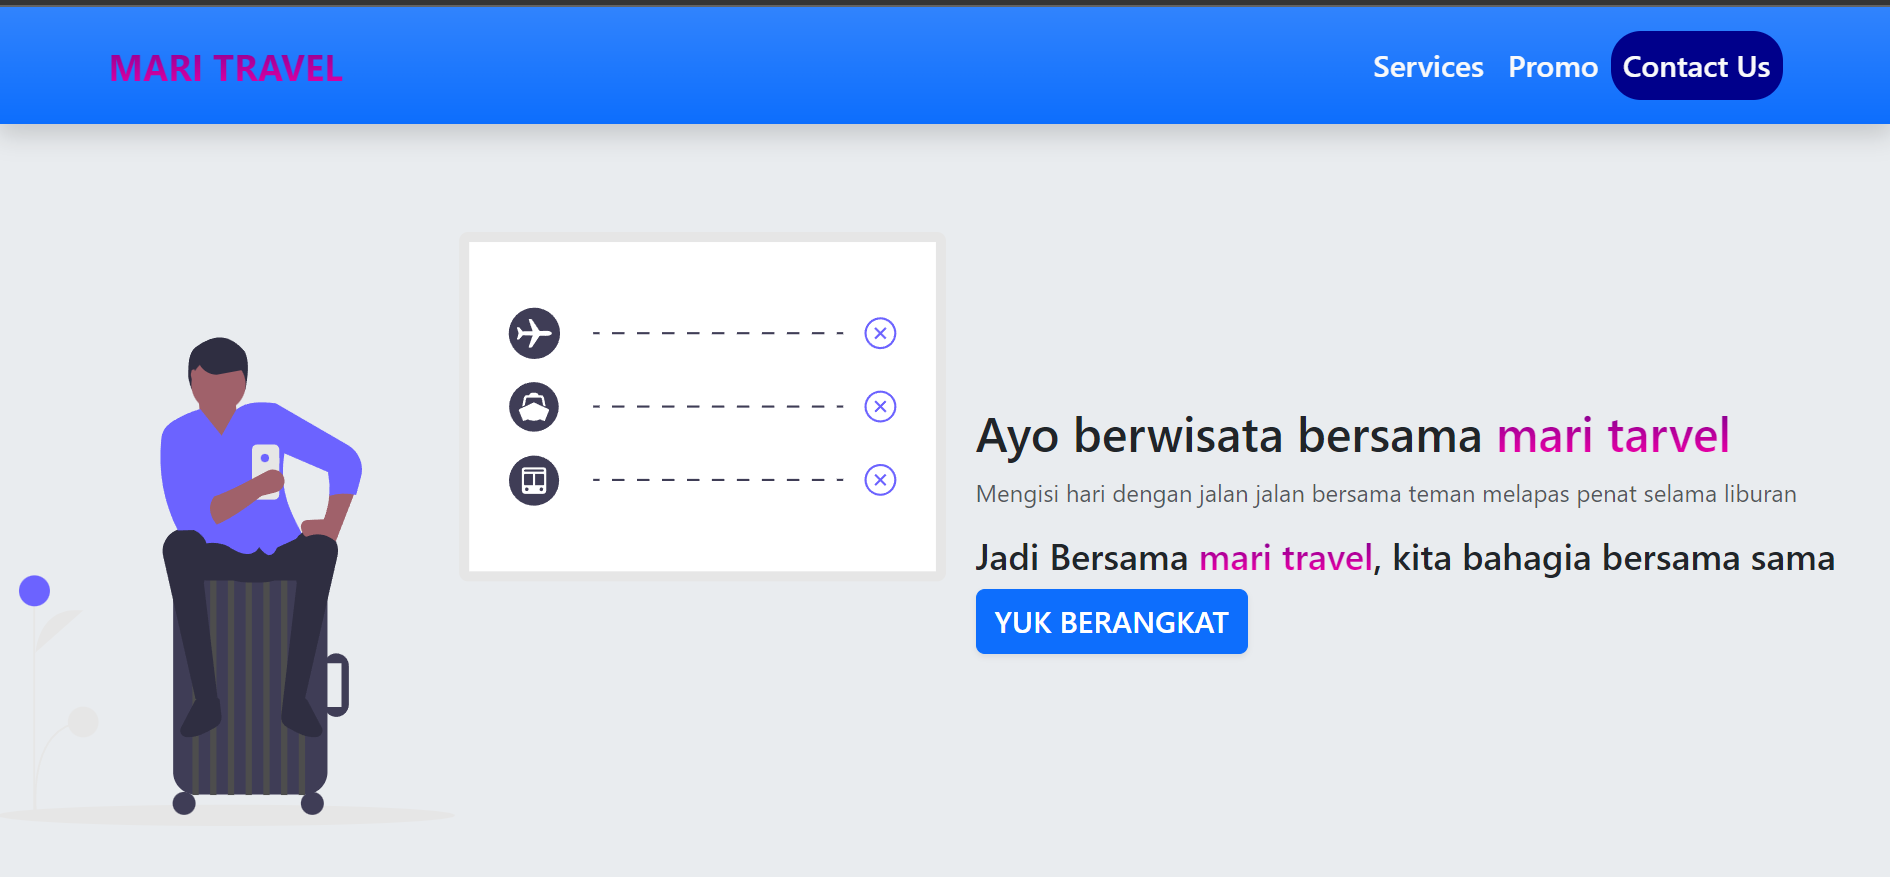 MARI TRAVEL
Services Promo Contact Us
Ayo berwisata bersama mari tarvel
Mengisi hari dengan jalan jalan bersama teman melapas penat selama liburan
Jadi Bersama mari travel, kita bahagia bersama sama
YUK BERANGKAT